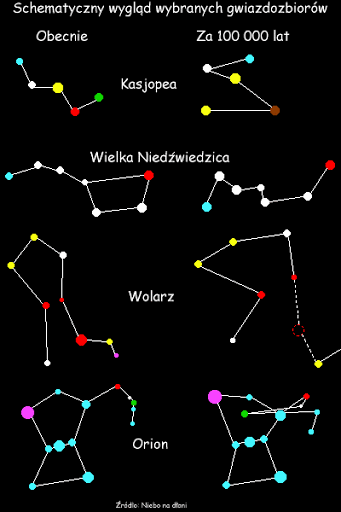 Schematyczny wygląd wybranych gwiazdozbiorów
Obecnie
Za 100 000 lat
Kasjopea
Wielka Niedźwiedzica
Wolarz
Orion
Źródło: Niebo na dłoni